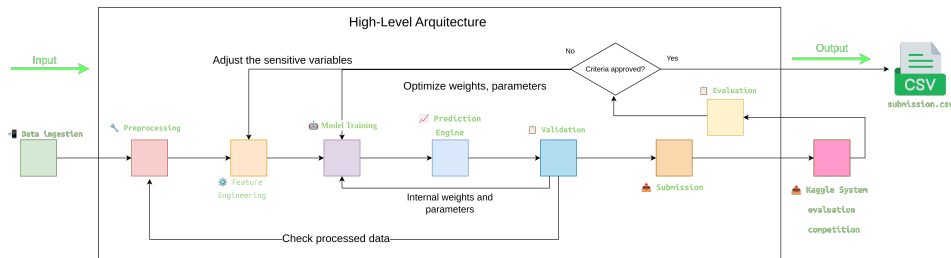 High-Level Arquitecture
Input
Output
No
Yes
Criteria approved?
Adjust the sensitive variables
Optimize weights, parameters
CSV
submission.csv
Evaluation
Data ingestion
Preprocessing
Model Training
Prediction
Engine
Validation
Feature
Engineering
Submission
Kaggle System
evaluation
competition
Internal weights and
parameters
Check processed data